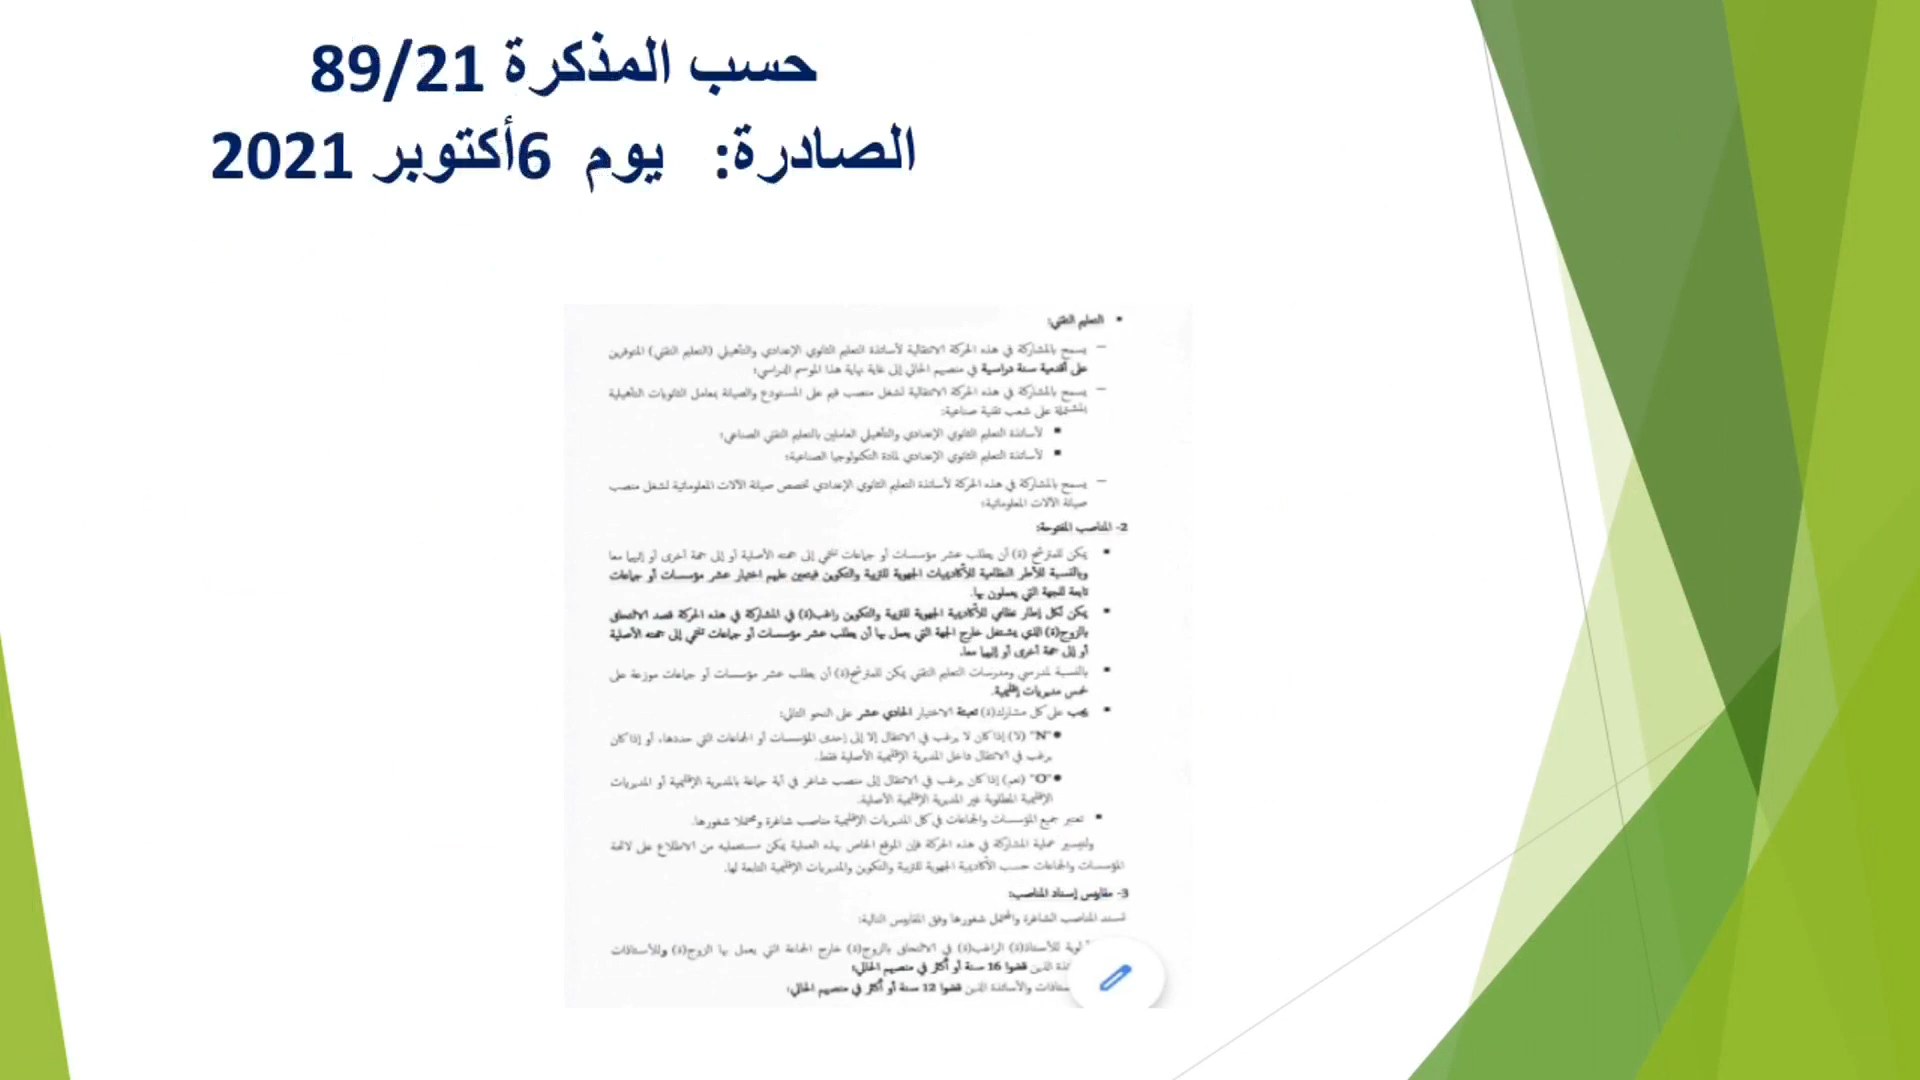 حسب المذكرة 89/21
الصادرة: يوم 6أكتوبر 2021
▪ التعليم التقني:
– يسمح بالمشاركة في هذه الحركة الانتقالية لأساتذة التعليم الثانوي الإعدادي والتأهيلي (التعليم التقني) المتوفرين
على أقدمية سنة دراسية في منصبهم الحالي إلى غاية نهاية هذا الموسم الدراسي؛
– يسمح بالمشاركة في هذه الحركة الانتقالية لشغل منصب قيم على المستودع والصيانة بمعامل الثانويات التأهيلية
المشتملة على شعب تقنية صناعية:
▪ لأساتذة التعليم الثانوي الإعدادي والتأهيلي العاملين بالتعليم التقني الصناعي؛
▪ لأساتذة التعليم الثانوي الإعدادي لمادة التكنولوجيا الصناعية؛
– يسمح بالمشاركة في هذه الحركة لأساتذة التعليم الثانوي الإعدادي تخصص صيانة الآلات المعلوماتية لشغل منصب
صيانة الآلات المعلوماتية؛
2- المناصب المفتوحة:
▪ يمكن للمترشح (ة) أن يطلب عشر مؤسسات أو جماعات تنتمي إلى جهته الأصلية أو إلى جهة أخرى أو إليهما معا
وبالنسبة للأطر النظامية للأكاديميات الجهوية للتربية والتكوين فيتعين عليهم اختيار عشر مؤسسات أو جماعات
تابعة للجهة التي يعملون بها.
▪ يمكن لكل إطار نظامي للأكاديمية الجهوية للتربية والتكوين راغب(ة) في المشاركة في هذه الحركة قصد الالتحاق
بالزوج(ة) الذي يشتغل خارج الجهة التي يعمل بها أن يطلب عشر مؤسسات أو جماعات تنتمي إلى جهته الأصلية
أو إلى جهة أخرى أو إليهما معا.
▪ بالنسبة لمدرسي ومدرسات التعليم التقني يمكن للمترشح(ة) أن يطلب عشر مؤسسات أو جماعات موزعة على
خمس مديريات إقليمية.
▪ يجب على كل مشارك(ة) تعبئة الاختيار الحادي عشر على النحو التالي:
● "N" (لا) إذا كان لا يرغب في الانتقال إلا إلى إحدى المؤسسات أو الجماعات التي حددها، أو إذا كان
يرغب في الانتقال داخل المديرية الإقليمية الأصلية فقط.
● "O" (نعم) إذا كان يرغب في الانتقال إلى منصب شاغر في أية جماعة بالمديرية الإقليمية أو المديريات
الإقليمية المطلوبة غير المديرية الإقليمية الأصلية.
▪ تعتبر جميع المؤسسات والجماعات في كل المديريات الإقليمية مناصب شاغرة ومحتملا شغورها.
ولتيسير عملية المشاركة في هذه الحركة فإن الموقع الخاص بهذه العملية يمكن مستعمليه من الاطلاع على لائحة
المؤسسات والجماعات حسب الأكاديمية الجهوية للتربية والتكوين والمديريات الإقليمية التابعة لها.
3- مقاييس إسناد المناصب:
تسند المناصب الشاغرة والمحتمل شغورها وفق المقاييس التالية:
للأستاذ(ة) الراغب(ة) في الالتحاق بالزوج(ة) خارج الجماعة التي يعمل بها الزوج(ة) وللأستاذات
الذين قضوا 16 سنة أو أكثر في منصبهم الحالي؛
والأساتذة الذين قضوا 12 سنة أو أكثر في منصبهم الحالي؛